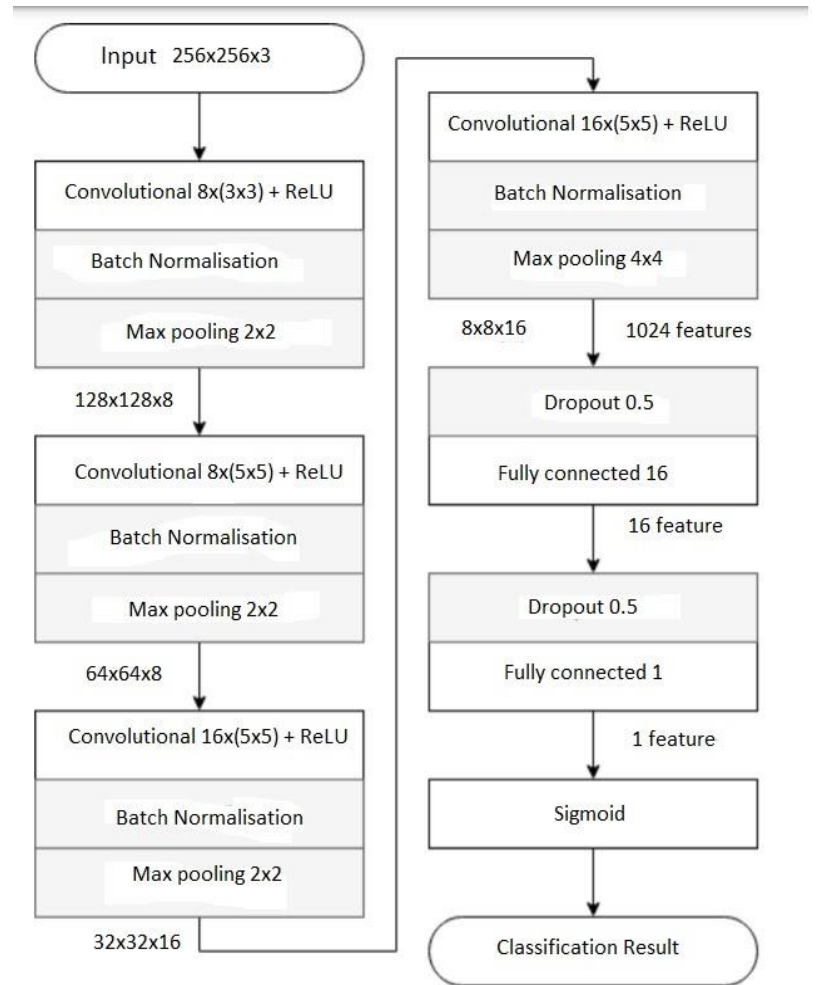 Input 256x256x3
Convolutional 8x(3x3) + ReLU
Batch Normalisation
Max pooling 2x2
128x128x8
Convolutional 8x(5x5) + ReLU
Batch Normalisation
Max pooling 2x2
64x64x8
Convolutional 16x(5x5) + ReLU
Batch Normalisation
Max pooling 2x2
32x32x16
Convolutional 16x(5x5) + ReLU
Batch Normalisation
Max pooling 4x4
8x8x16 1024 features
Dropout 0.5
Fully connected 16
16 feature
Dropout 0.5
Fully connected 1
1 feature
Sigmoid
Classification Result